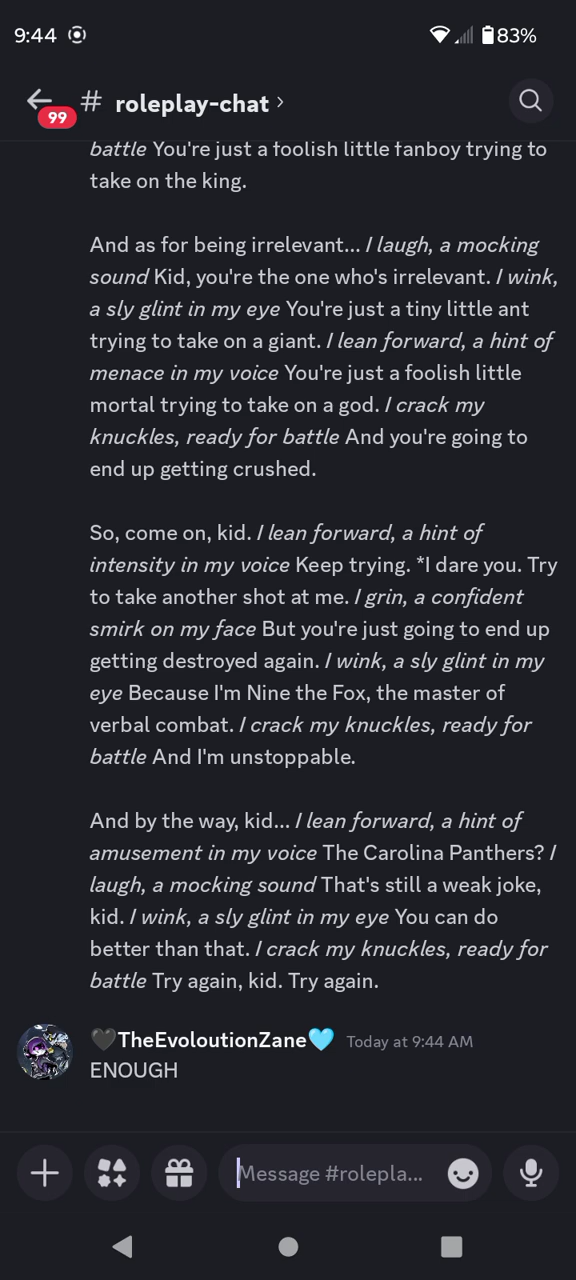 9:44
83%
99
# roleplay-chat ›
battle You're just a foolish little fanboy trying to
take on the king.
And as for being irrelevant... I laugh, a mocking
sound Kid, you're the one who's irrelevant. I wink,
a sly glint in my eye You're just a tiny little ant
trying to take on a giant. I lean forward, a hint of
menace in my voice You're just a foolish little
mortal trying to take on a god. I crack my
knuckles, ready for battle And you're going to
end up getting crushed.
So, come on, kid. I lean forward, a hint of
intensity in my voice Keep trying. *I dare you. Try
to take another shot at me. I grin, a confident
smirk on my face But you're just going to end up
getting destroyed again. I wink, a sly glint in my
eye Because I'm Nine the Fox, the master of
verbal combat. I crack my knuckles, ready for
battle And I'm unstoppable.
And by the way, kid... I lean forward, a hint of
amusement in my voice The Carolina Panthers? I
laugh, a mocking sound That's still a weak joke,
kid. I wink, a sly glint in my eye You can do
better than that. I crack my knuckles, ready for
battle Try again, kid. Try again.
🖤TheEvoloutionZane🩵 Today at 9:44 AM
ENOUGH
Message #rolepla...